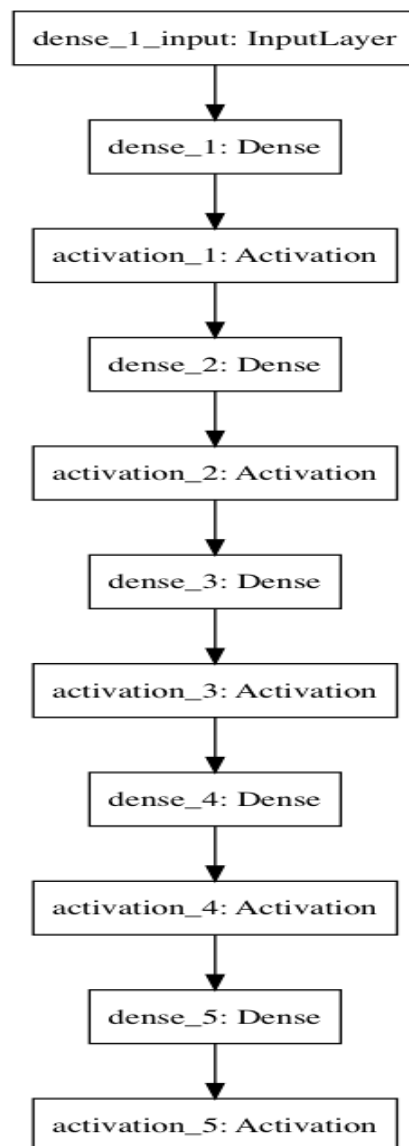 dense_1_input: InputLayer
dense_1: Dense
activation_1: Activation
dense_2: Dense
activation_2: Activation
dense_3: Dense
activation_3: Activation
dense_4: Dense
activation_4: Activation
dense_5: Dense
activation_5: Activation